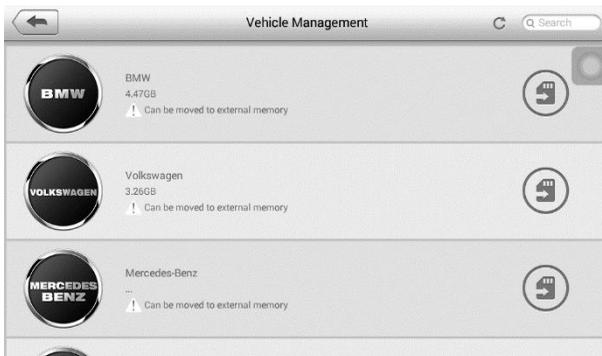 Vehicle Management
Search
BMW
BMW
4.47GB
Can be moved to external memory
VOLKSWAGEN
Volkswagen
3.26GB
Can be moved to external memory
MERCEDES
BENZ
Mercedes-Benz
...
Can be moved to external memory